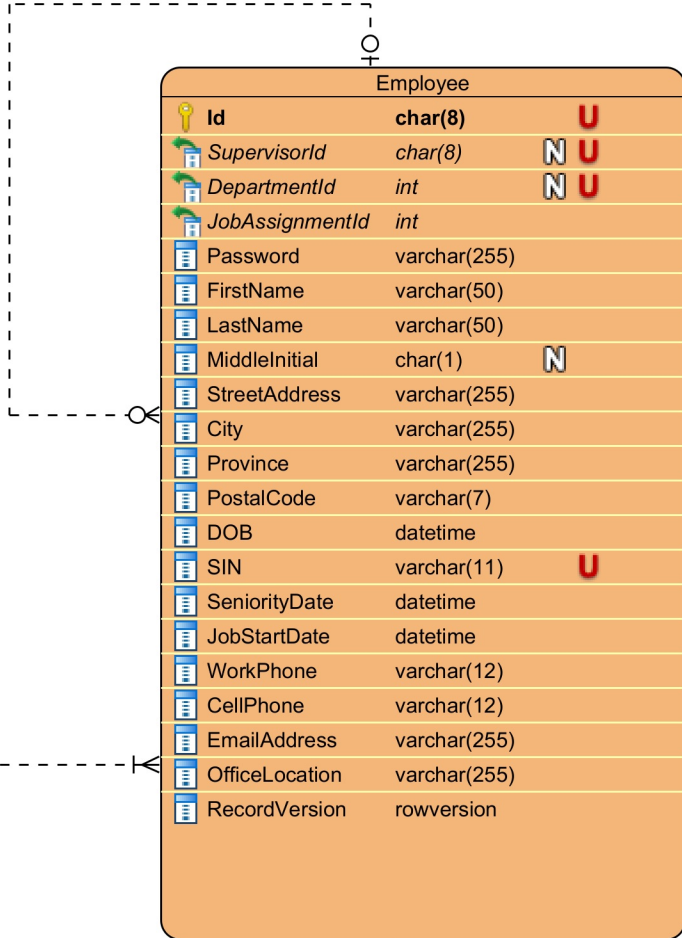 Employee
Id char(8) U
SupervisorId char(8) N U
DepartmentId int N U
JobAssignmentId int
Password varchar(255)
FirstName varchar(50)
LastName varchar(50)
MiddleInitial char(1) N
StreetAddress varchar(255)
City varchar(255)
Province varchar(255)
PostalCode varchar(7)
DOB datetime
SIN varchar(11) U
SeniorityDate datetime
JobStartDate datetime
WorkPhone varchar(12)
CellPhone varchar(12)
EmailAddress varchar(255)
OfficeLocation varchar(255)
RecordVersion rowversion